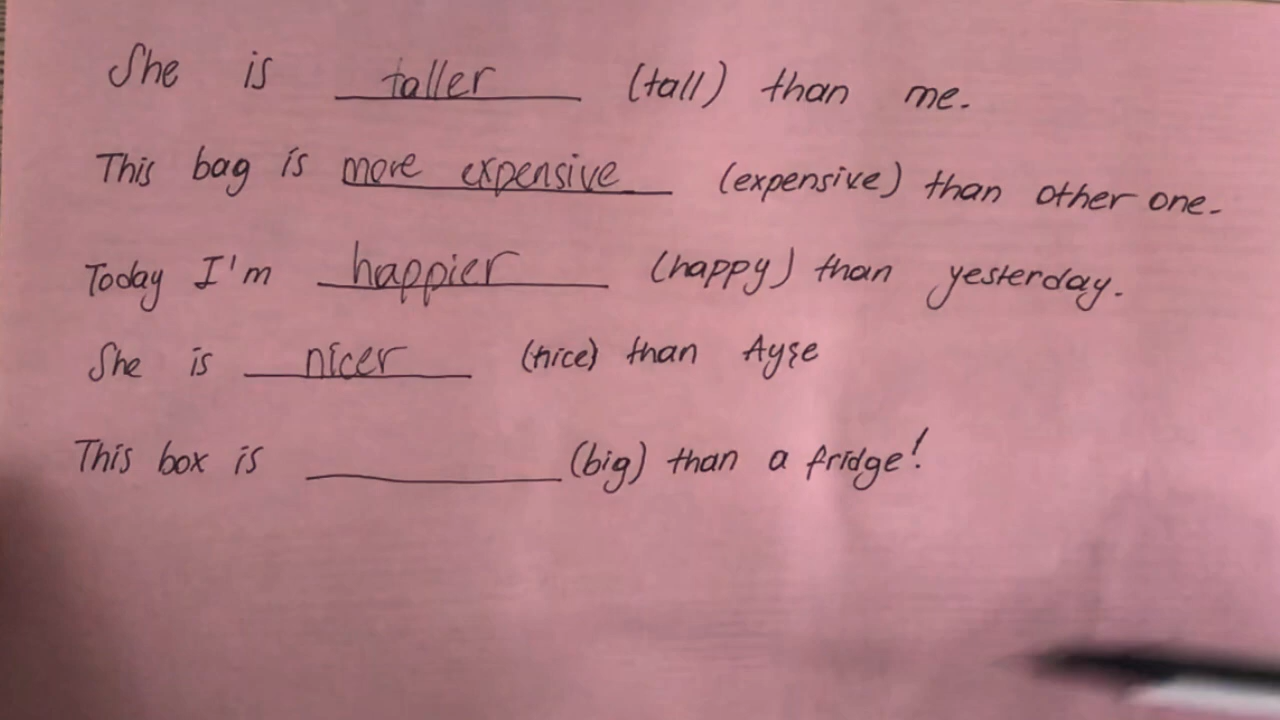 She is taller (tall) than me.
This bag is more expensive (expensive) than other one.
Today I'm happier (happy) than yesterday.
She is nicer (nice) than Ayşe
This box is __________ (big) than a fridge!